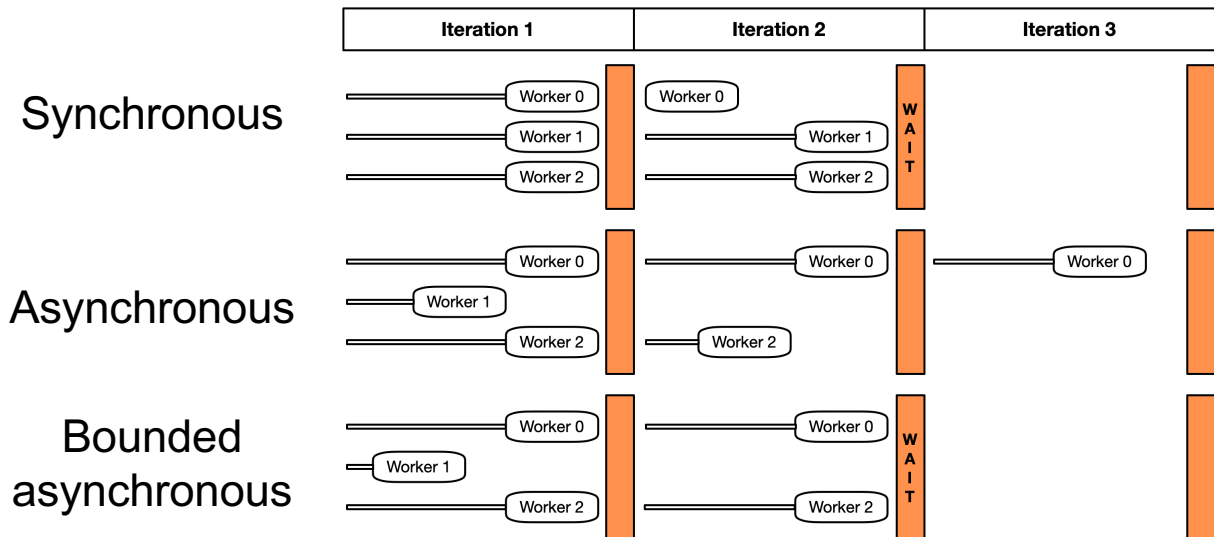 Iteration 1 Iteration 2 Iteration 3
Synchronous
Worker 0 Worker 0
Worker 1 Worker 1
Worker 2 Worker 2
WAIT
Asynchronous
Worker 0 Worker 0 Worker 0
Worker 1
Worker 2 Worker 2
Bounded
asynchronous
Worker 0 Worker 0
Worker 1
Worker 2 Worker 2
WAIT